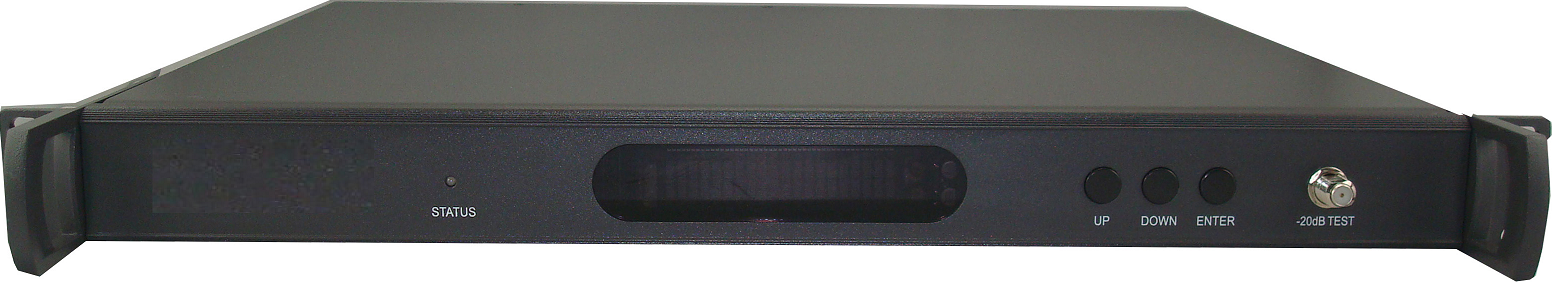 STATUS
UP DOWN ENTER -20dB TEST